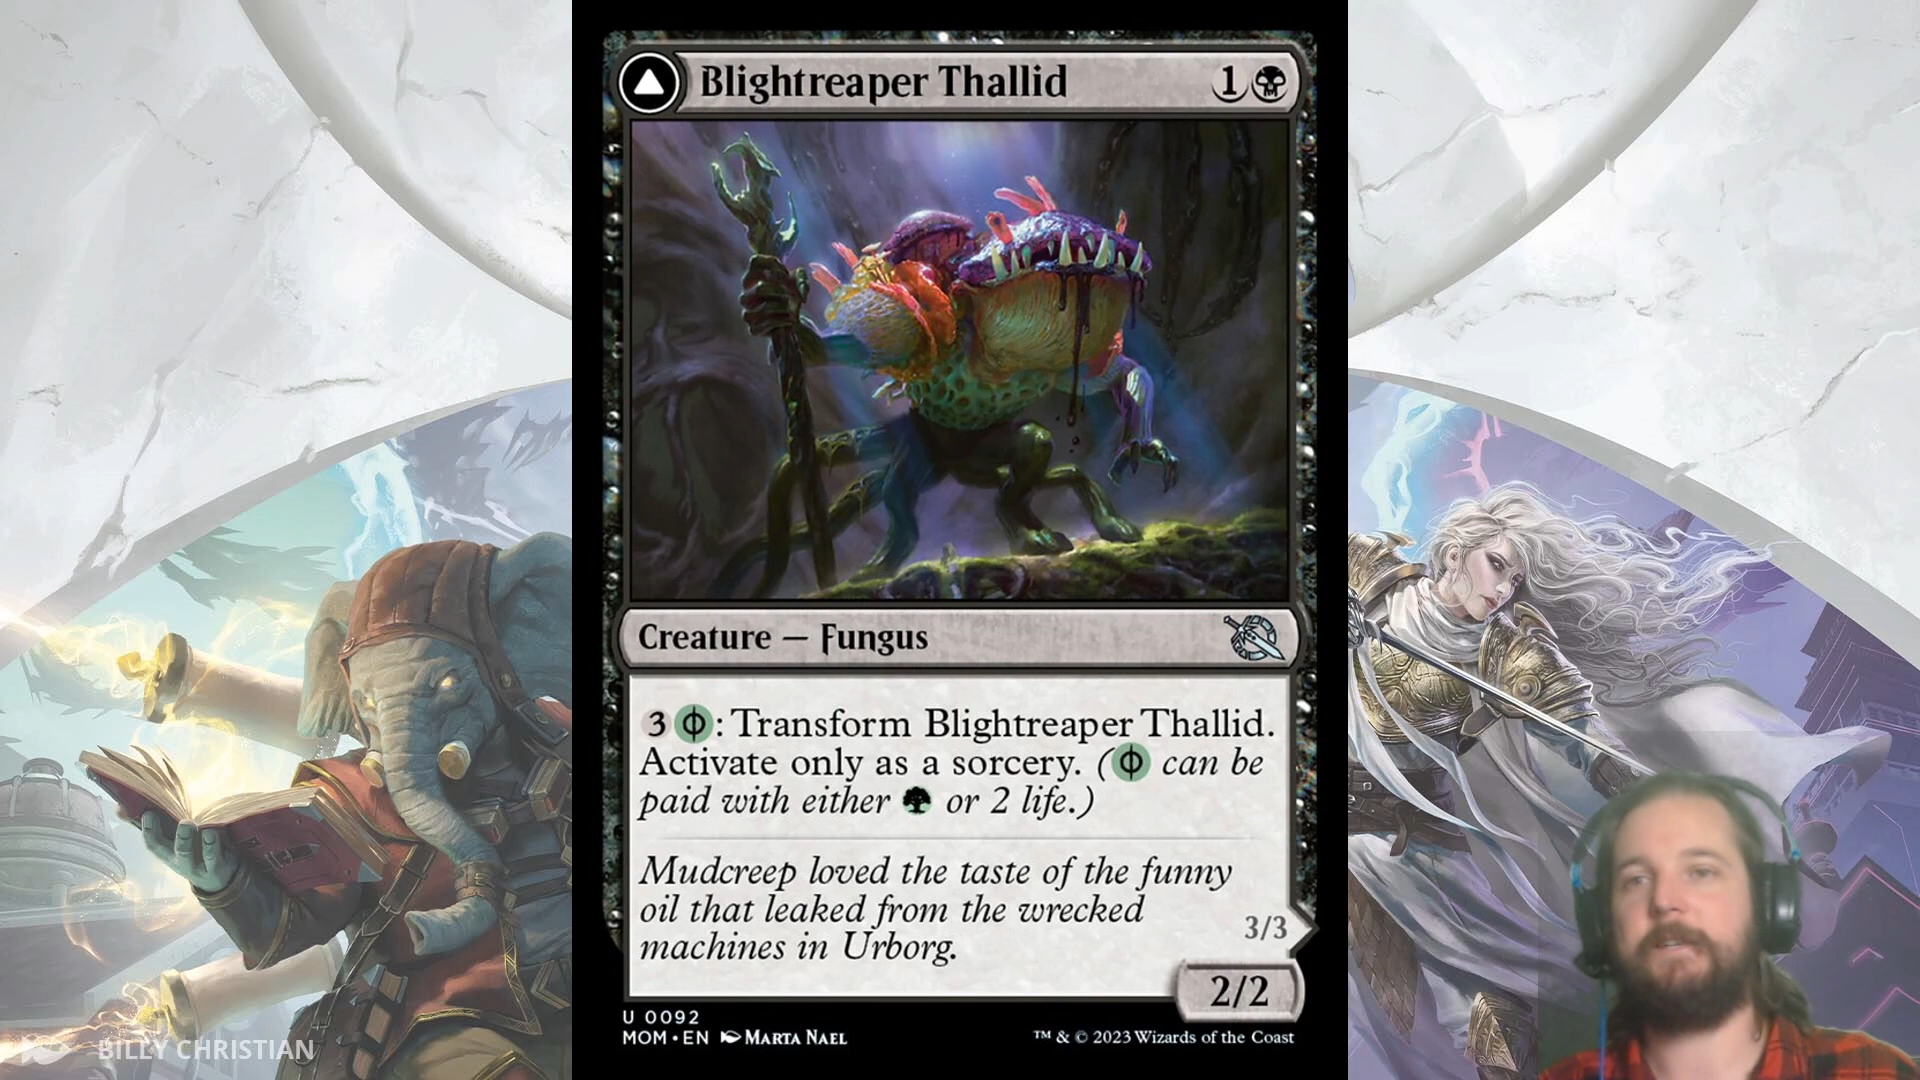 Blightreaper Thallid 1
Creature — Fungus
3: Transform Blightreaper Thallid.
Activate only as a sorcery. ( can be
paid with either or 2 life.)
Mudcreep loved the taste of the funny
oil that leaked from the wrecked
machines in Urborg.
3/3
2/2
U 0092
MOM • EN MARTA NAEL
™ & © 2023 Wizards of the Coast
BILLY CHRISTIAN